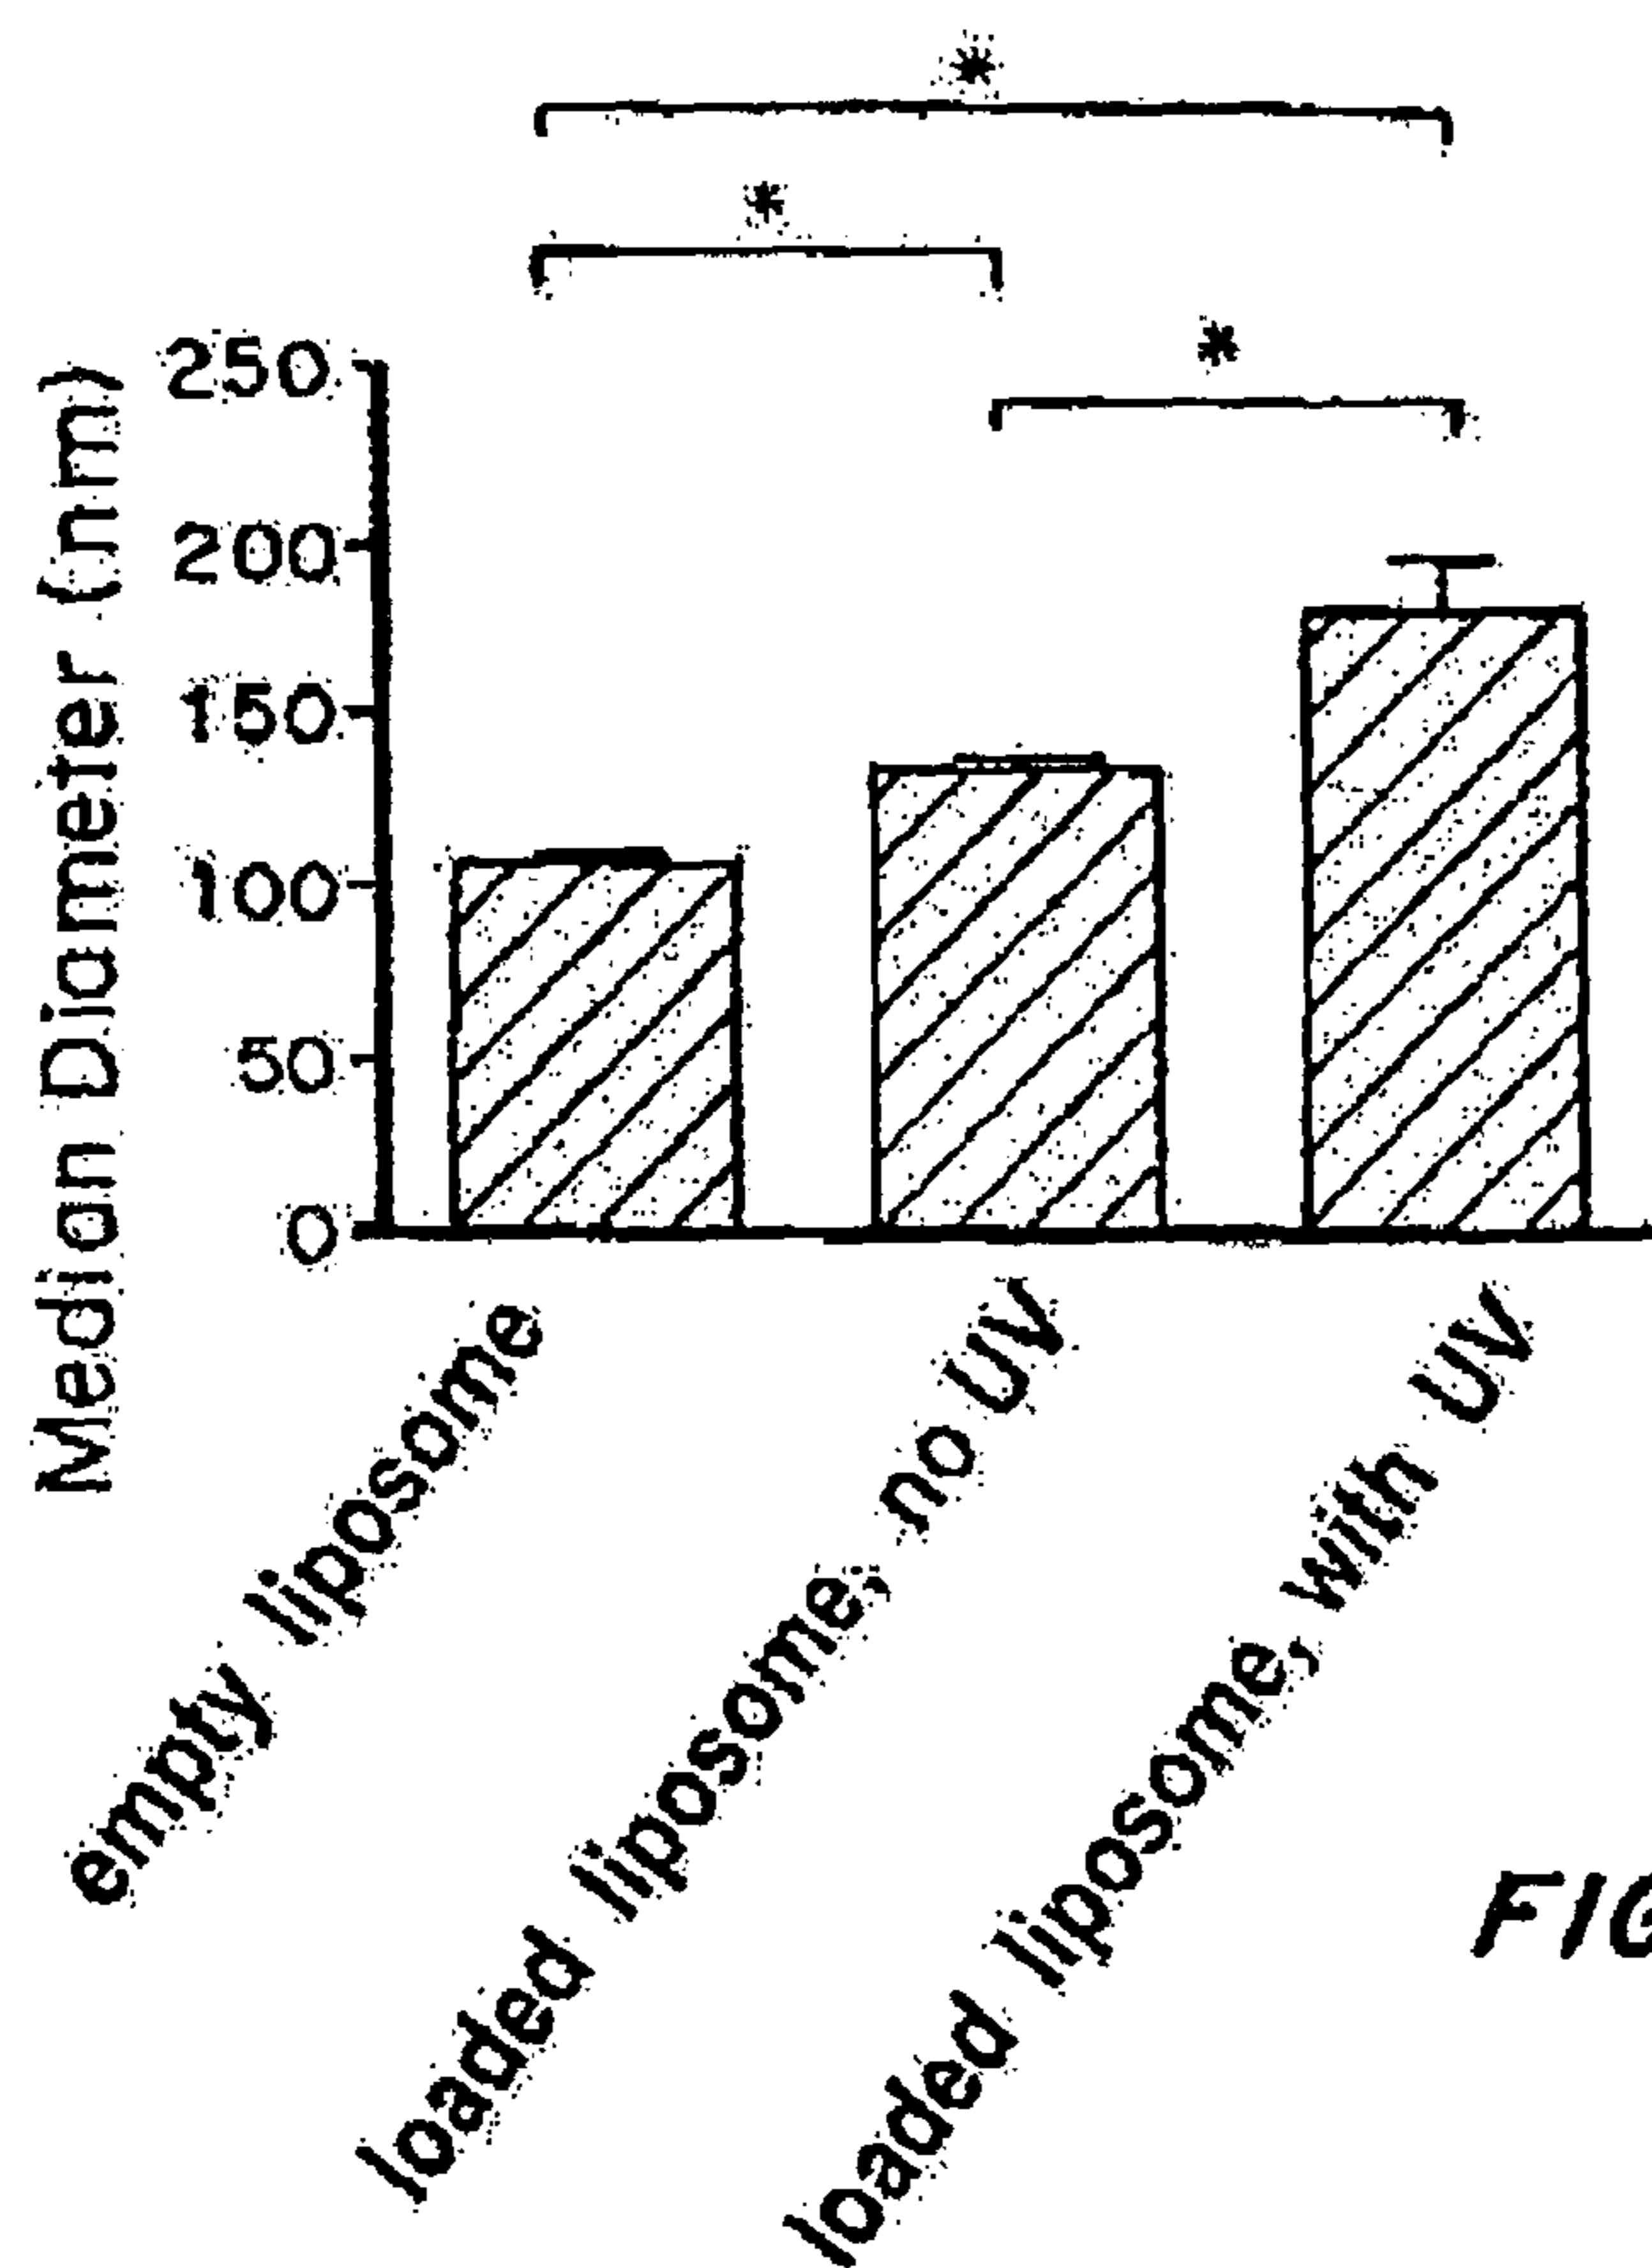 *
*
*
Median Diameter (nm)
250
200
150
100
50
0
empty liposome
loaded liposome, no UV
loaded liposome, with UV
FIG